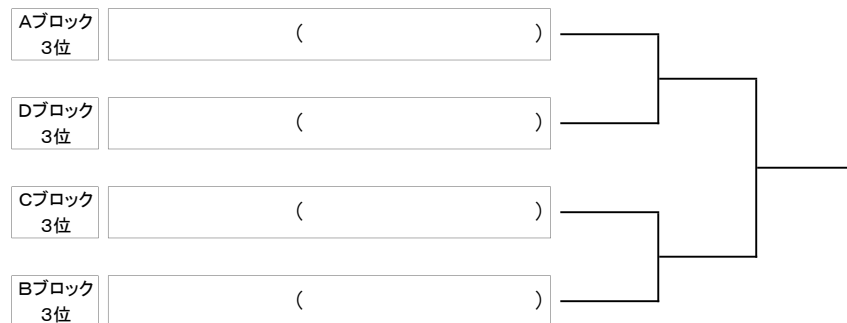 Aブロック
3位
(　　　　　　)
Dブロック
3位
(　　　　　　)
Cブロック
3位
(　　　　　　)
Bブロック
3位
(　　　　　　)